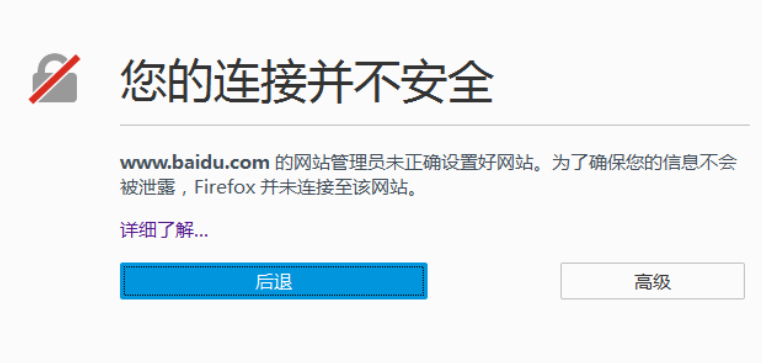 您的连接并不安全
www.baidu.com 的网站管理员未正确设置好网站。为了确保您的信息不会
被泄露，Firefox 并未连接至该网站。
详细了解...
后退
高级